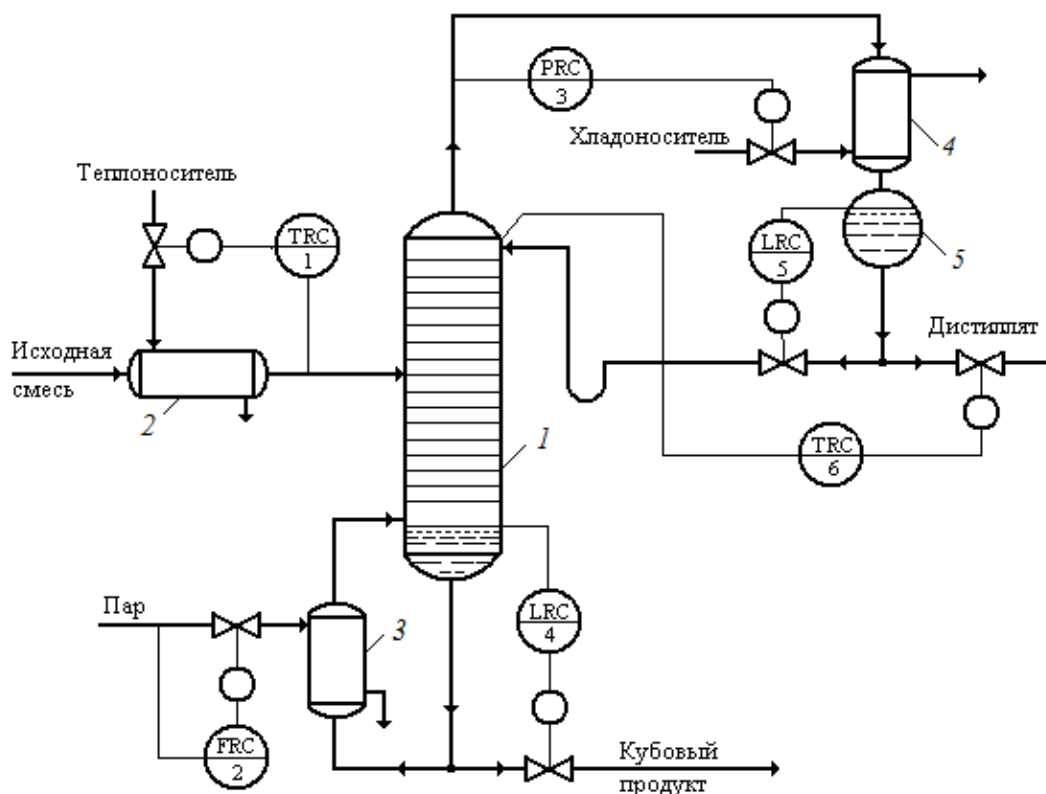 PRC
3
Хладоноситель
4
Теплоноситель
TRC
1
LRC
5
5
Дистиллят
Исходная
смесь
2
1
TRC
6
Пар
3
LRC
4
FRC
2
Кубовый
продукт